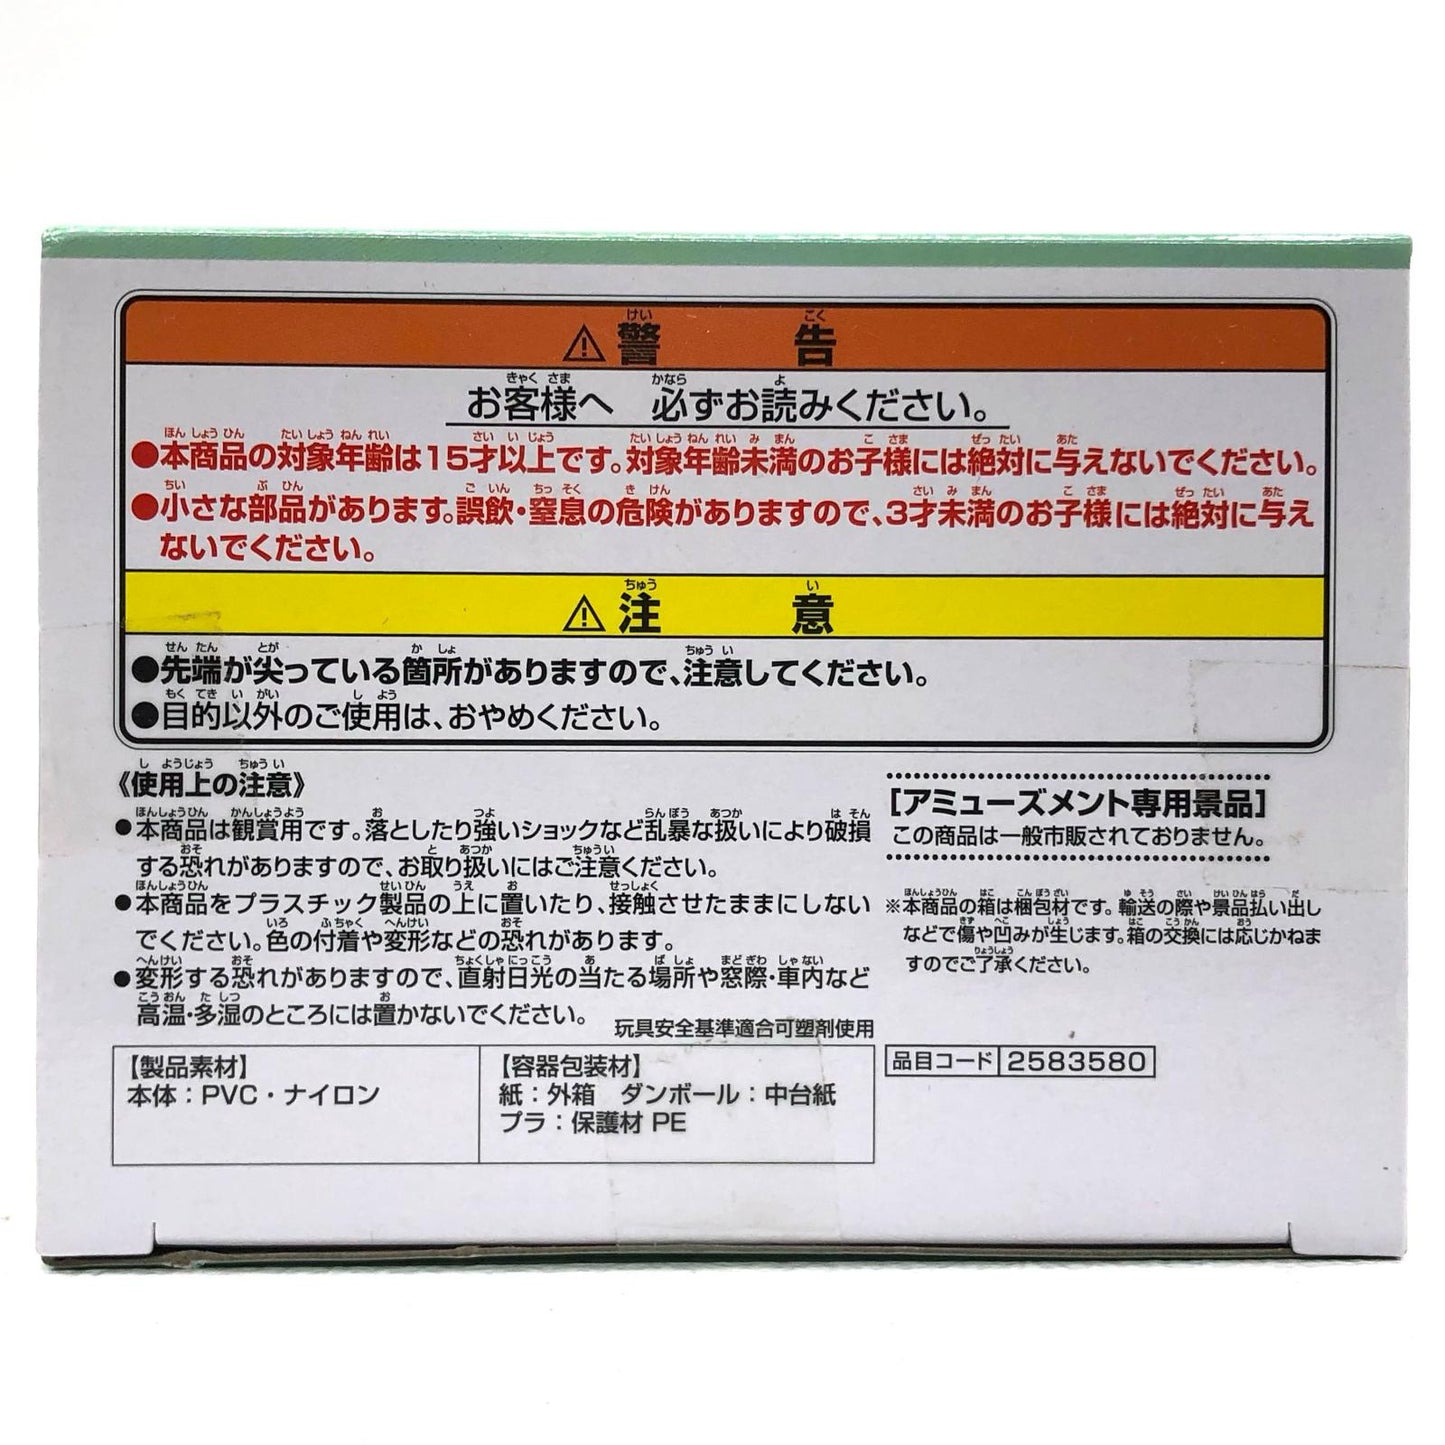 ⚠警告
お客様へ 必ずお読みください。
●本商品の対象年齢は15才以上です。対象年齢未満のお子様には絶対に与えないでください。
●小さな部品があります。誤飲・窒息の危険がありますので、3才未満のお子様には絶対に与え
ないでください。
⚠注意
●先端が尖っている箇所がありますので、注意してください。
●目的以外のご使用は、おやめください。
《使用上の注意》
●本商品は観賞用です。落としたり強いショックなど乱暴な扱いにより破損
する恐れがありますので、お取り扱いにはご注意ください。
●本商品をプラスチック製品の上に置いたり、接触させたままにしない
でください。色の付着や変形などの恐れがあります。
●変形する恐れがありますので、直射日光の当たる場所や窓際・車内など
高温・多湿のところには置かないでください。
玩具安全基準適合可塑剤使用
【製品素材】
本体：PVC・ナイロン
【容器包装材】
紙：外箱 ダンボール：中台紙
プラ：保護材 PE
[アミューズメント専用景品]
この商品は一般市販されておりません。
※本商品の箱は梱包材です。輸送の際や景品払い出し
などで傷や凹みが生じます。箱の交換には応じかねま
すのでご了承ください。
品目コード 2583580